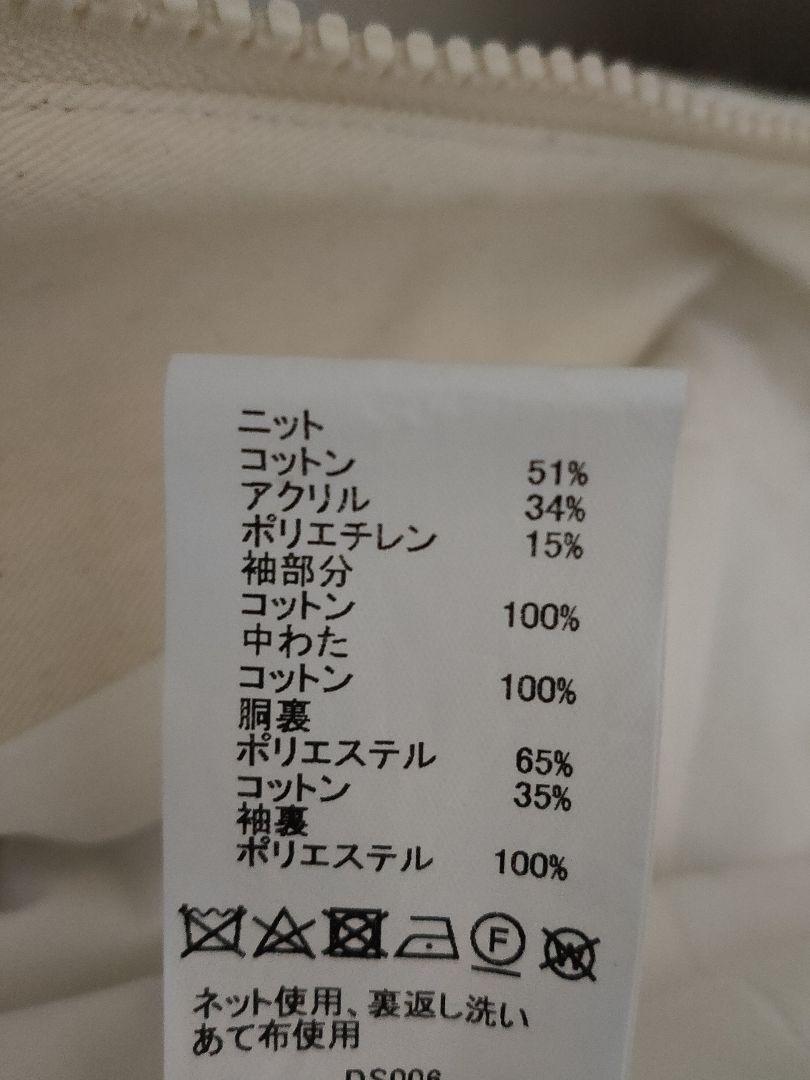 ニット
コットン 51%
アクリル 34%
ポリエチレン 15%
袖部分
コットン 100%
中わた
コットン 100%
胴裏
ポリエステル 65%
コットン 35%
袖裏
ポリエステル 100%
F W
ネット使用、裏返し洗い
あて布使用
DS006